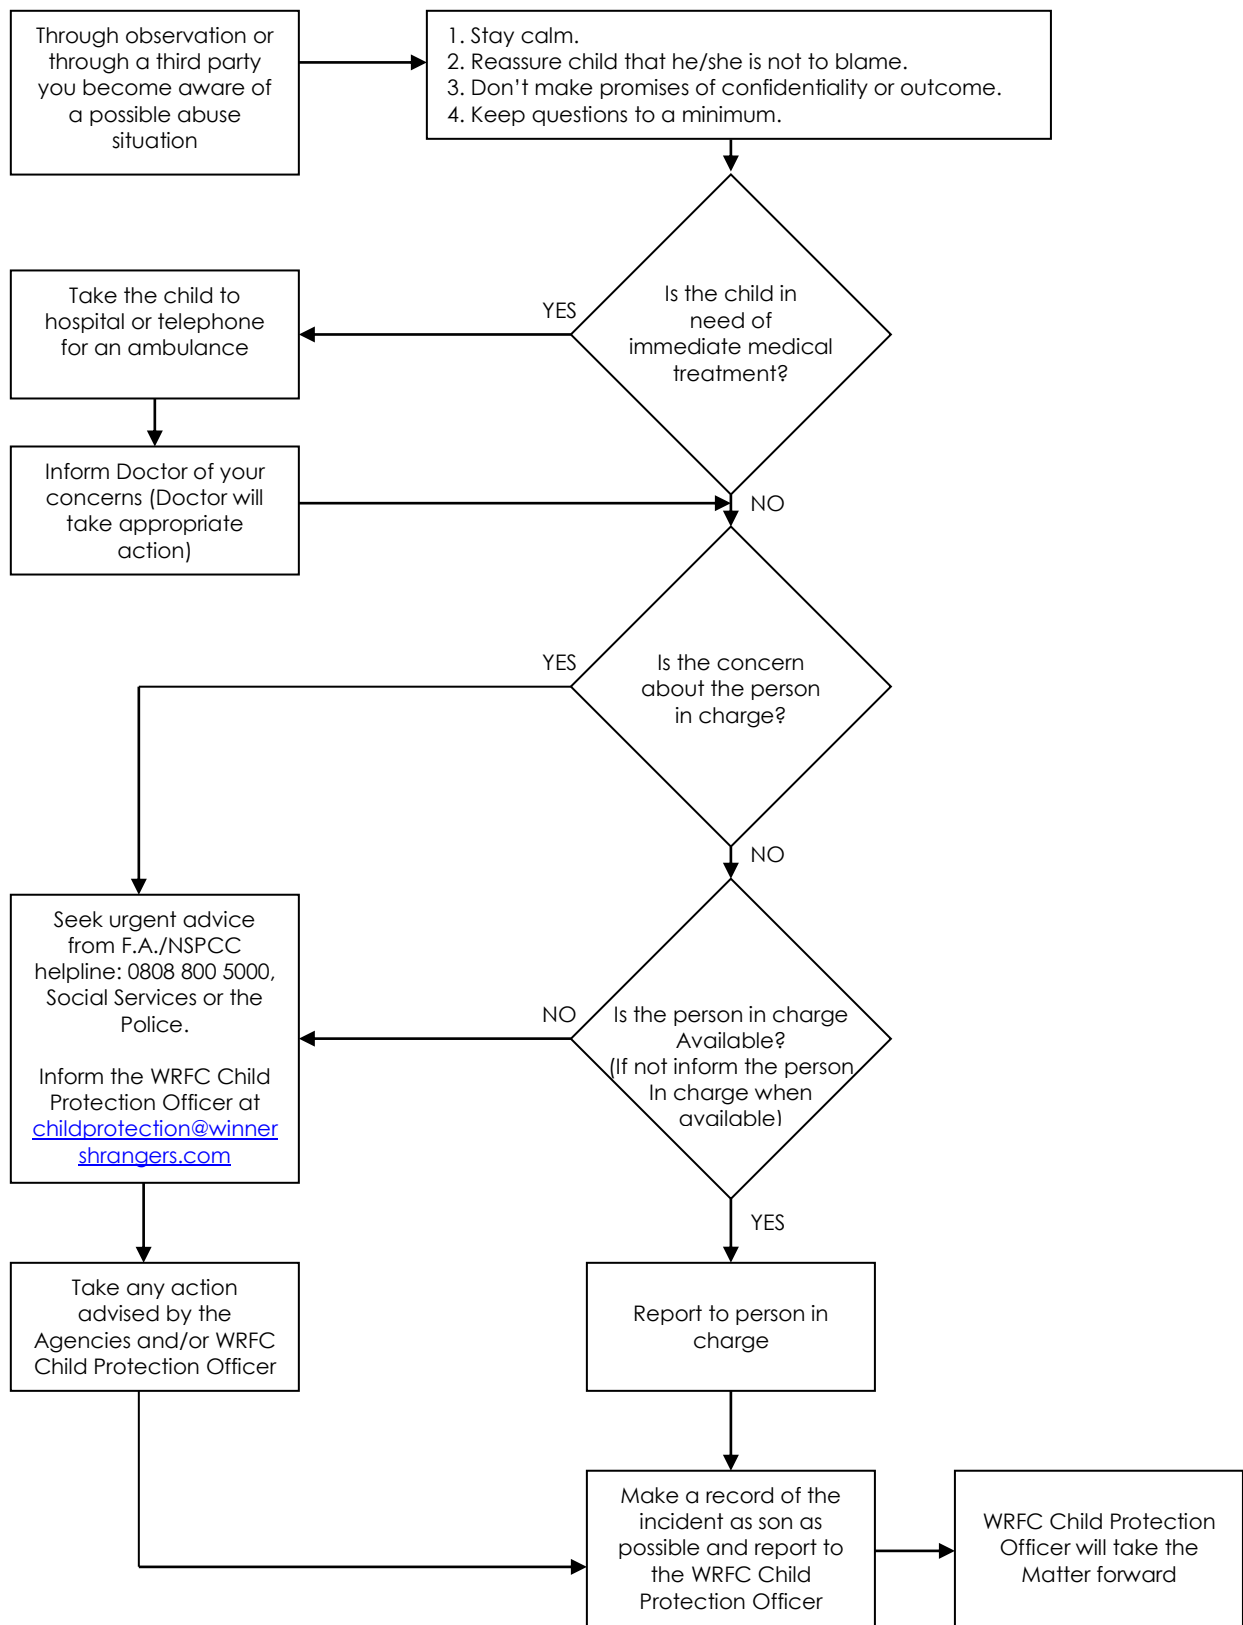 Through observation or
through a third party
you become aware of
a possible abuse
situation
1. Stay calm.
2. Reassure child that he/she is not to blame.
3. Don't make promises of confidentiality or outcome.
4. Keep questions to a minimum.
Is the child in
need of
immediate medical
treatment?
YES
Take the child to
hospital or telephone
for an ambulance
Inform Doctor of your
concerns (Doctor will
take appropriate
action)
NO
Is the concern
about the person
in charge?
YES
NO
Seek urgent advice
from F.A./NSPCC
helpline: 0808 800 5000,
Social Services or the
Police.
Inform the WRFC Child
Protection Officer at
childprotection@winner
shrangers.com
NO
Is the person in charge
Available?
(If not inform the person
In charge when
available)
YES
Take any action
advised by the
Agencies and/or WRFC
Child Protection Officer
Report to person in
charge
Make a record of the
incident as son as
possible and report to
the WRFC Child
Protection Officer
WRFC Child Protection
Officer will take the
Matter forward